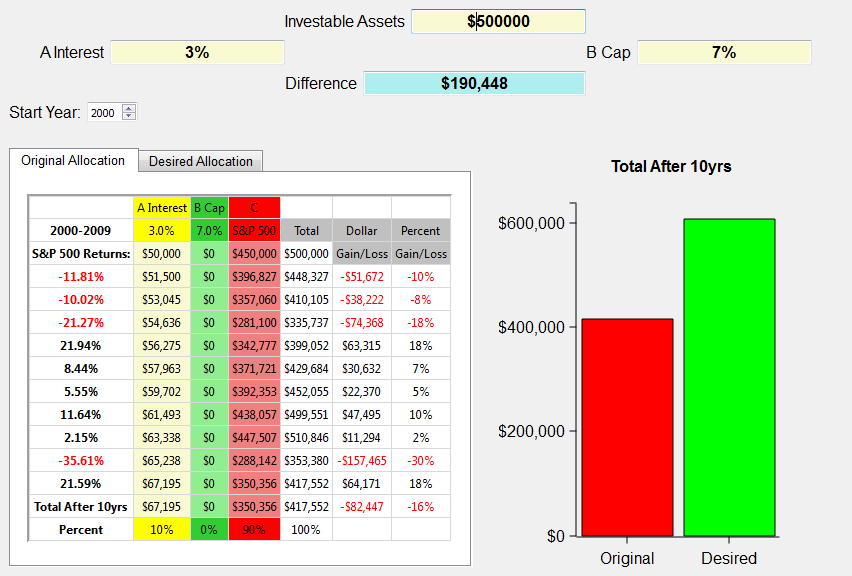 Investable Assets $500000
A Interest 3% B Cap 7%
Difference $190,448
Start Year: 2000
Original Allocation Desired Allocation
A Interest B Cap C
2000-2009 3.0% 7.0% S&P 500 Total Dollar Percent
S&P 500 Returns: $50,000 $0 $450,000 $500,000 Gain/Loss Gain/Loss
-11.81% $51,500 $0 $396,827 $448,327 -$51,672 -10%
-10.02% $53,045 $0 $357,060 $410,105 -$38,222 -8%
-21.27% $54,636 $0 $281,100 $335,737 -$74,368 -18%
21.94% $56,275 $0 $342,777 $399,052 $63,315 18%
8.44% $57,963 $0 $371,721 $429,684 $30,632 7%
5.55% $59,702 $0 $392,353 $452,055 $22,370 5%
11.64% $61,493 $0 $438,057 $499,551 $47,495 10%
2.15% $63,338 $0 $447,507 $510,846 $11,294 2%
-35.61% $65,238 $0 $288,142 $353,380 -$157,465 -30%
21.59% $67,195 $0 $350,356 $417,552 $64,171 18%
Total After 10yrs $67,195 $0 $350,356 $417,552 -$82,447 -16%
Percent 10% 0% 90% 100%
Total After 10yrs
$600,000
$400,000
$200,000
$0
Original Desired